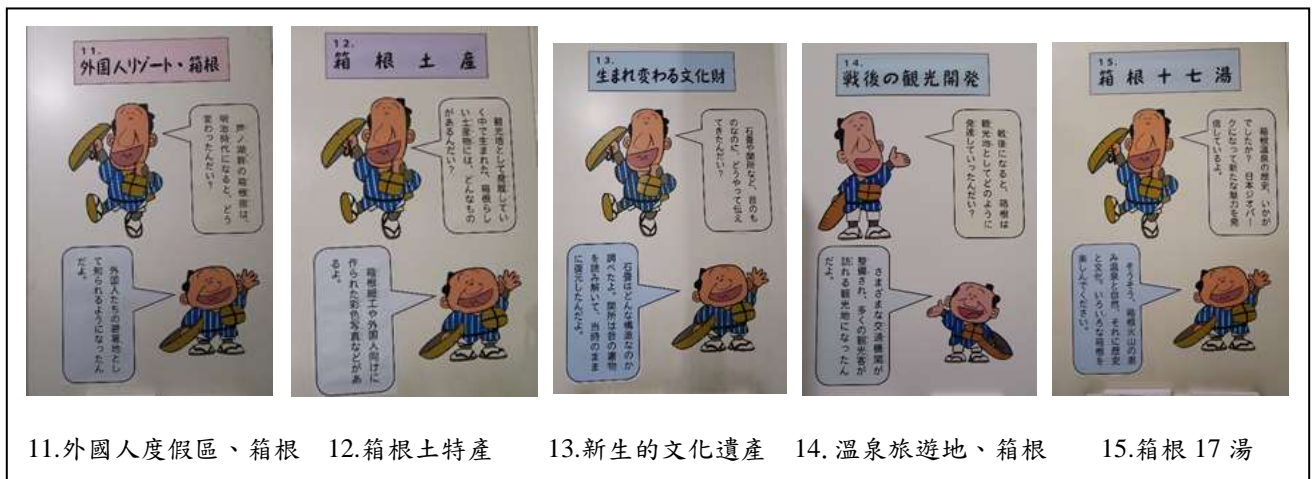 11.
外国人リゾート・箱根
芦ノ湖畔の箱根宿は、
明治時代になると、どう
変わったんだい?
外国人たちの避暑地とし
て知られるようになったん
だよ。
12.
箱根土産
観光地として発展してい
く中で生まれた、箱根らし
い土産物には、どんなもの
があるんだい?
箱根細工や外国人向けに
作られた彩色写真などがあ
るよ。
13.
生まれ変わる文化財
石畳や関所など、昔のも
のなのに、どうやって伝え
てきたんだい?
石畳はどんな構造なのか
調べたよ。関所は昔の書物
を読み解いて、当時のまま
に復元したんだよ。
14.
戦後の観光開発
戦後になると、箱根は
観光地としてどのように
発達していったんだい?
さまざまな交通機関が
整備され、多くの観光客が
訪れる観光地になったん
だよ。
15.
箱根十七湯
箱根温泉の歴史、いかが
でしたか? 日本ジオパー
クになって新たな魅力を発
信しているよ。
そうそう、箱根火山の恵
み温泉と自然、それに歴史
と文化。いろいろな箱根を
楽しんでください。
11.外國人度假區、箱根
12.箱根土特產
13.新生的文化遺產
14.溫泉旅遊地、箱根
15.箱根 17 湯